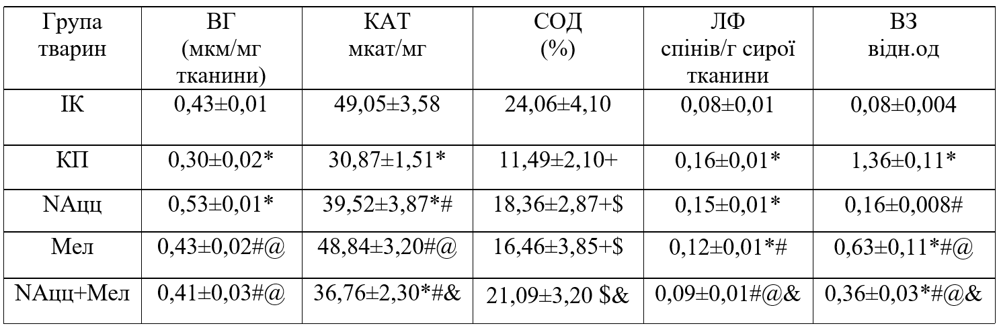 Група тварин | ВГ (мкм/мг тканини) | КАТ мкат/мг | СОД (%) | ЛФ спінів/г сирої тканини | ВЗ відн.од
ІК | 0,43±0,01 | 49,05±3,58 | 24,06±4,10 | 0,08±0,01 | 0,08±0,004
КП | 0,30±0,02* | 30,87±1,51* | 11,49±2,10+ | 0,16±0,01* | 1,36±0,11*
NАцц | 0,53±0,01* | 39,52±3,87*# | 18,36±2,87+$ | 0,15±0,01* | 0,16±0,008#
Мел | 0,43±0,02#@ | 48,84±3,20#@ | 16,46±3,85+$ | 0,12±0,01*# | 0,63±0,11*#@
NАцц+Мел | 0,41±0,03#@ | 36,76±2,30*#& | 21,09±3,20 $& | 0,09±0,01#@& | 0,36±0,03*#@&